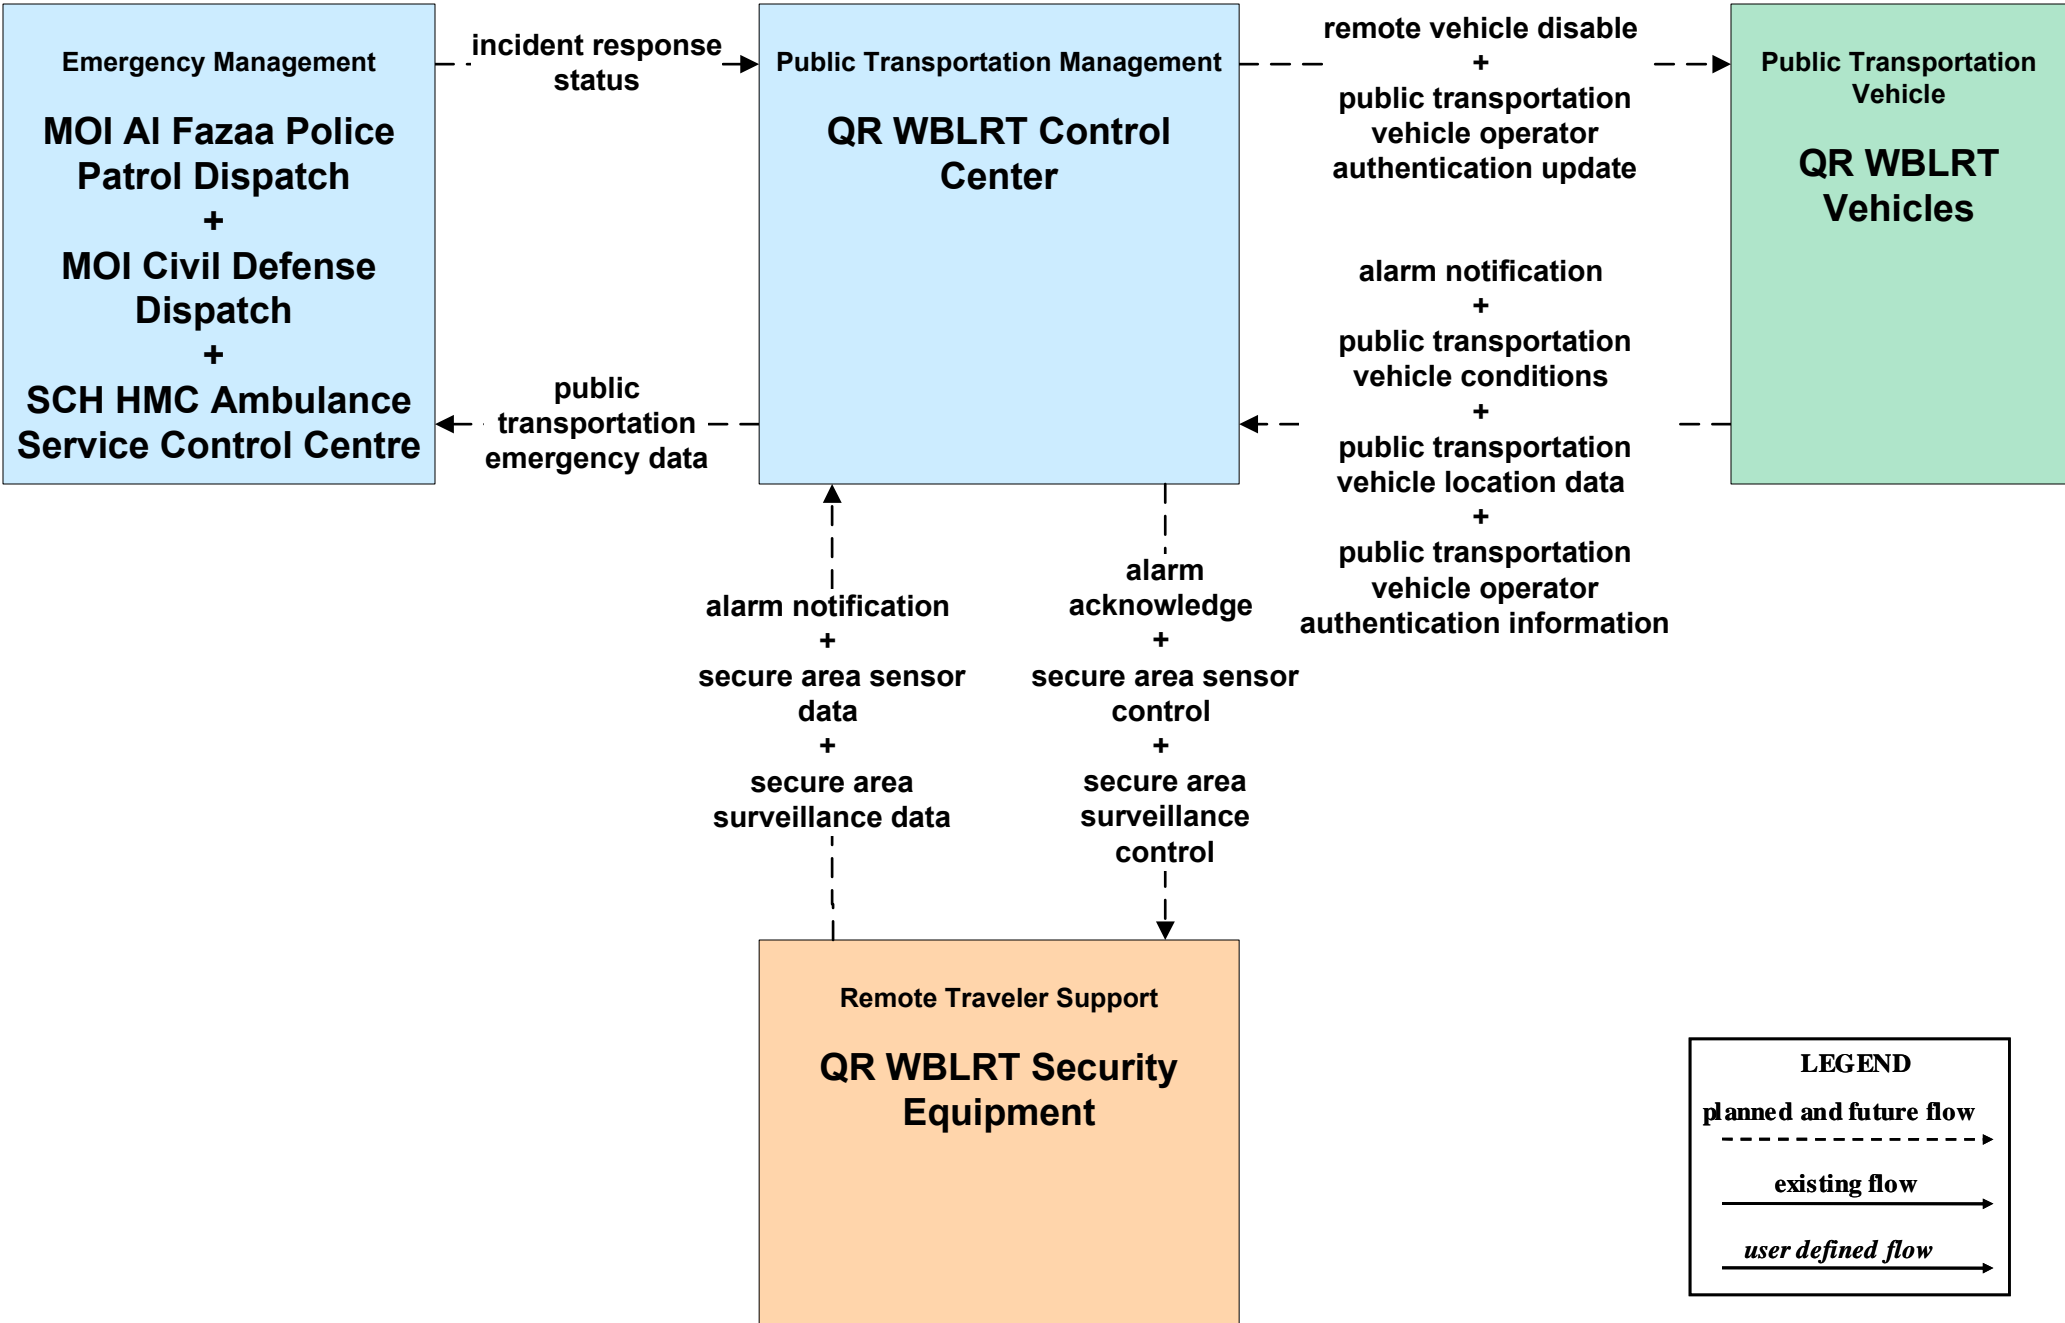 Emergency Management
MOI Al Fazaa Police
Patrol Dispatch
+
MOI Civil Defense
Dispatch
+
SCH HMC Ambulance
Service Control Centre
incident response
status
public
transportation
emergency data
Public Transportation Management
QR WBLRT Control
Center
remote vehicle disable
+
public transportation
vehicle operator
authentication update
alarm notification
+
public transportation
vehicle conditions
+
public transportation
vehicle location data
+
public transportation
vehicle operator
authentication information
Public Transportation
Vehicle
QR WBLRT
Vehicles
alarm notification
+
secure area sensor
data
+
secure area
surveillance data
alarm
acknowledge
+
secure area sensor
control
+
secure area
surveillance
control
Remote Traveler Support
QR WBLRT Security
Equipment
LEGEND
planned and future flow
existing flow
user defined flow